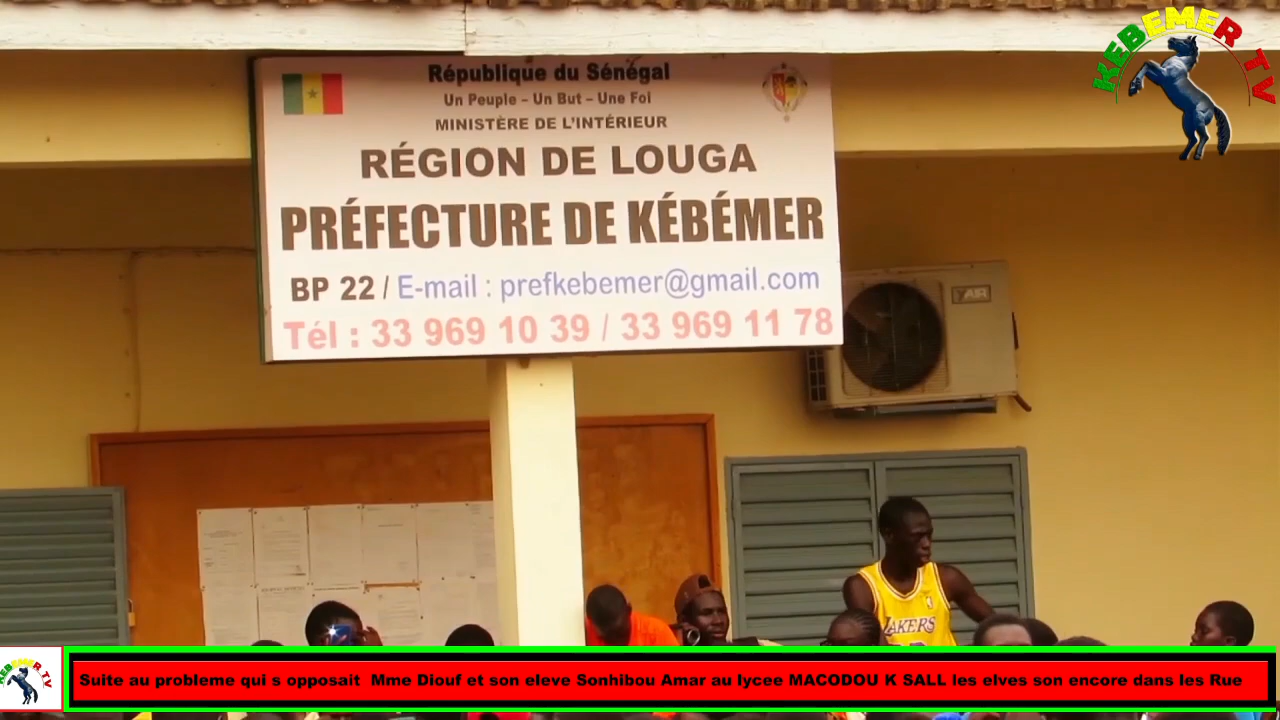 République du Sénégal
Un Peuple – Un But – Une Foi
MINISTÈRE DE L'INTÉRIEUR
RÉGION DE LOUGA
PRÉFECTURE DE KÉBÉMER
BP 22 / E-mail : prefkebemer@gmail.com
Tél : 33 969 10 39 / 33 969 11 78
KEBEMER TV
AIR
LAKERS
KEBEMER TV
Suite au probleme qui s opposait Mme Diouf et son eleve Sonhibou Amar au lycee MACODOU K SALL les elves son encore dans les Rue